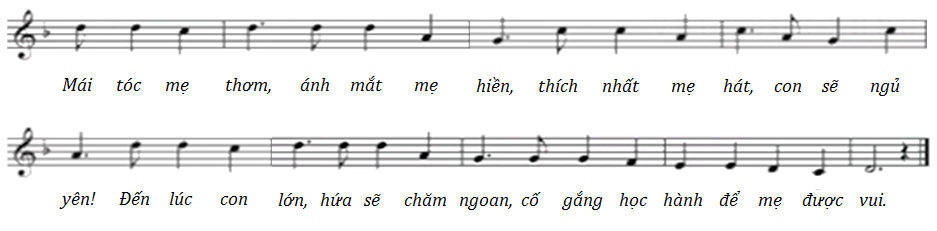 Mái tóc mẹ thơm, ánh mắt mẹ hiền, thích nhất mẹ hát, con sẽ ngủ
yên! Đến lúc con lớn, hứa sẽ chăm ngoan, cố gắng học hành để mẹ được vui.